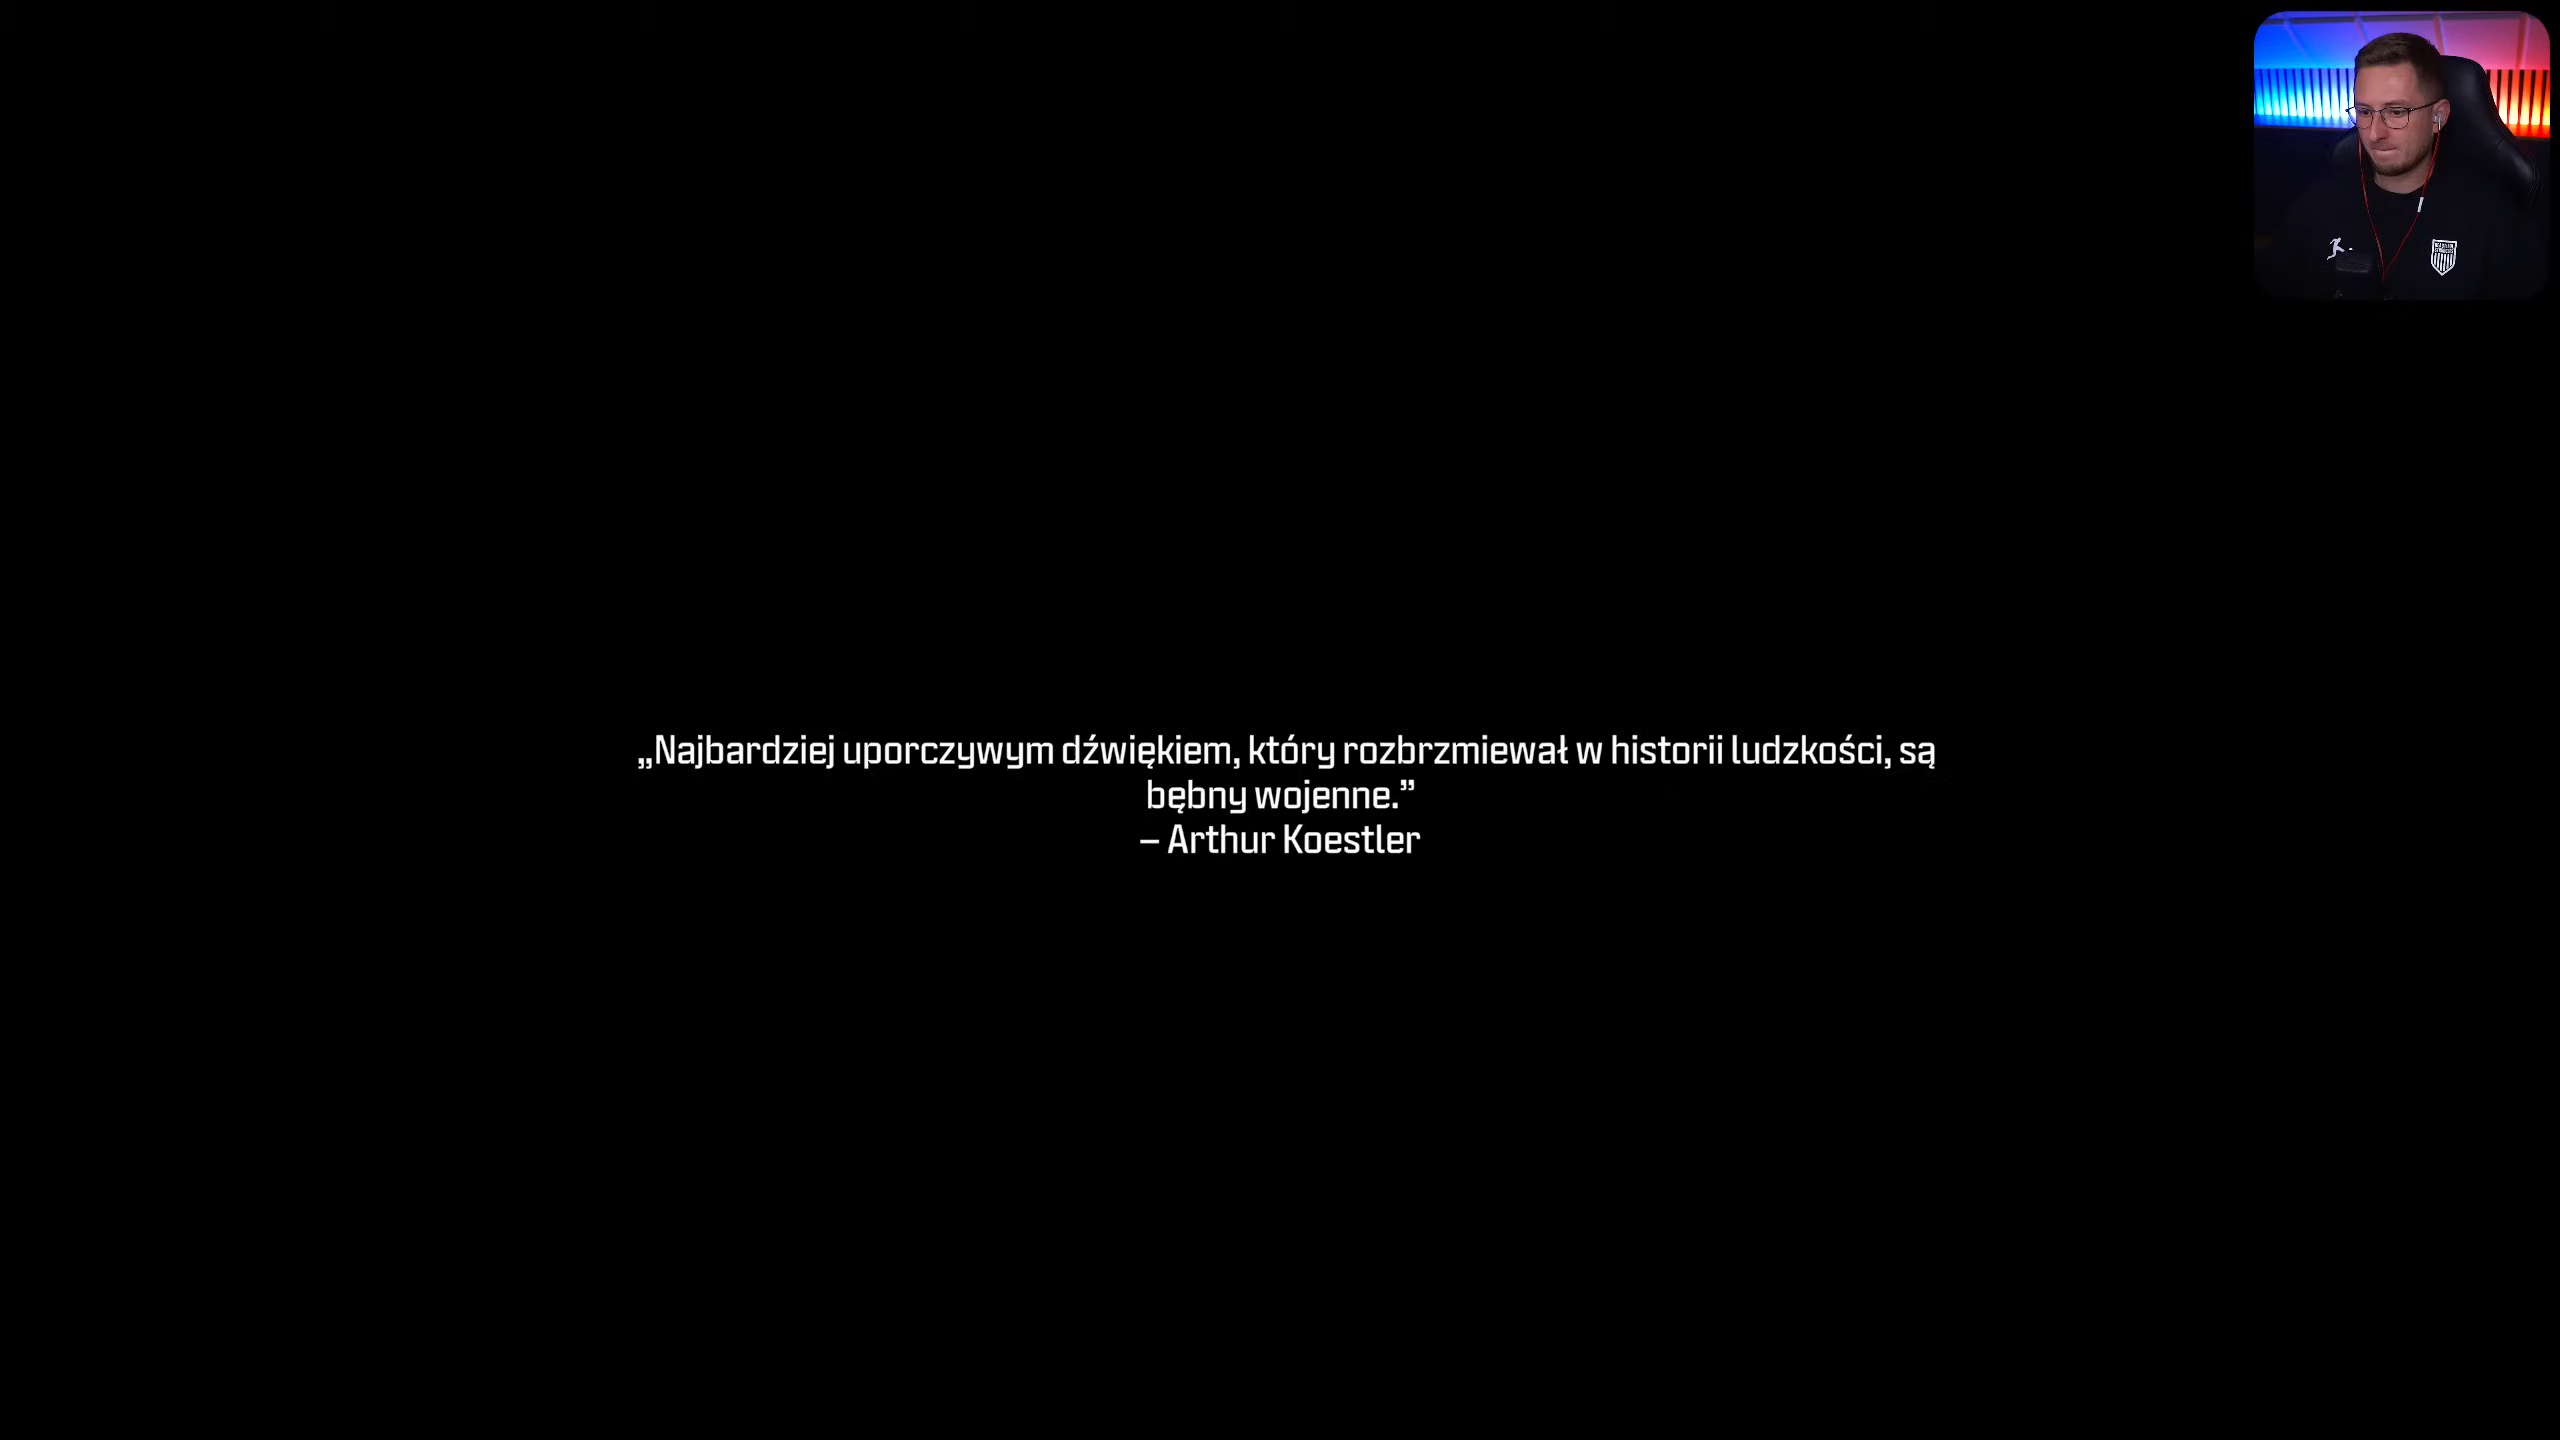 „Najbardziej uporczywym dźwiękiem, który rozbrzmiewał w historii ludzkości, są
bębny wojenne.”
– Arthur Koestler